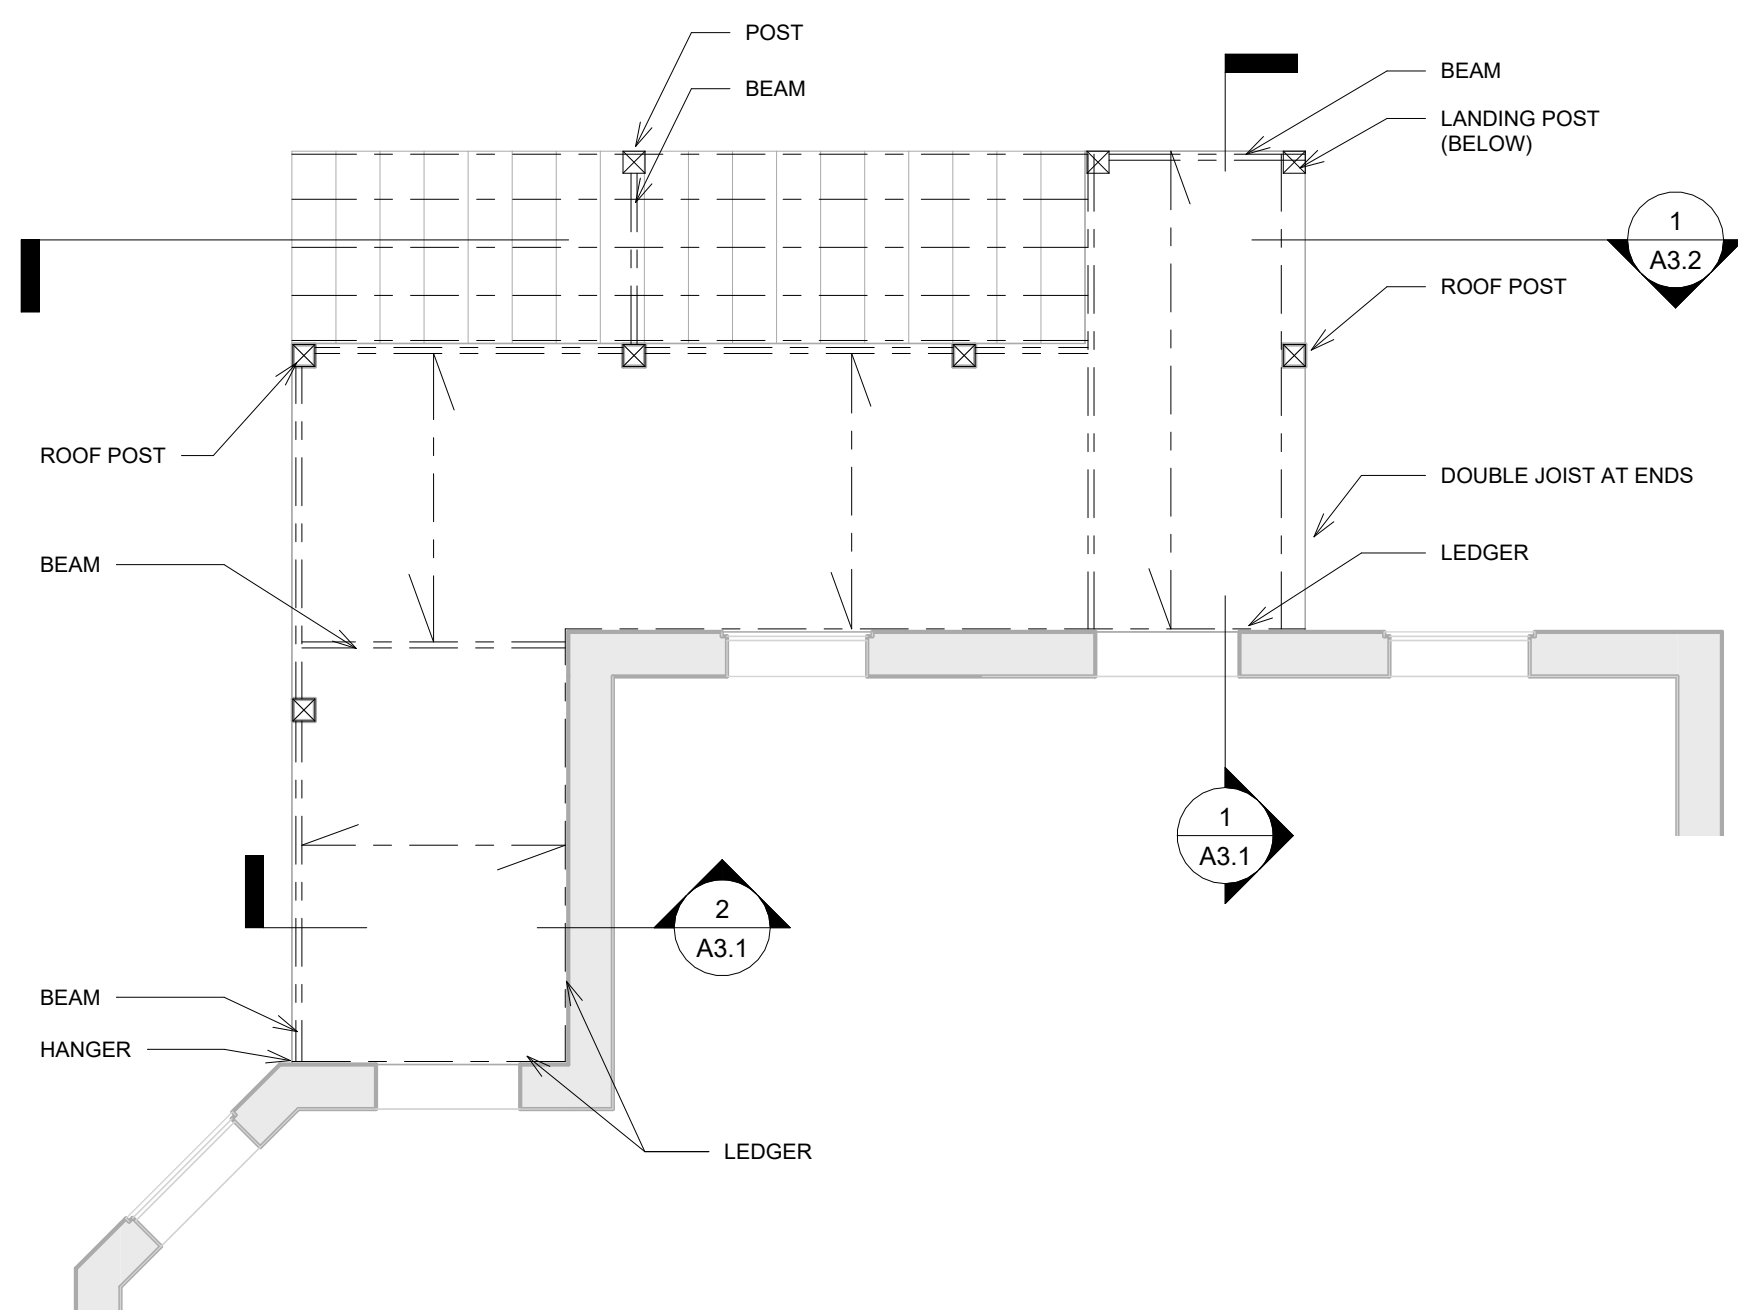 POST
BEAM
BEAM
LANDING POST
(BELOW)
1
A3.2
ROOF POST
ROOF POST
DOUBLE JOIST AT ENDS
LEDGER
BEAM
1
A3.1
2
A3.1
BEAM
HANGER
LEDGER